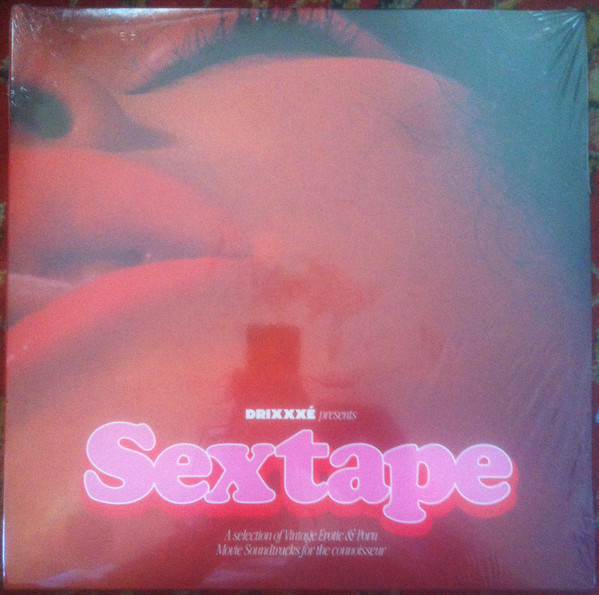 DRIXXXÉ presents
Sextape
A selection of Vintage Erotic & Porn
Movie Soundtracks for the connoisseur